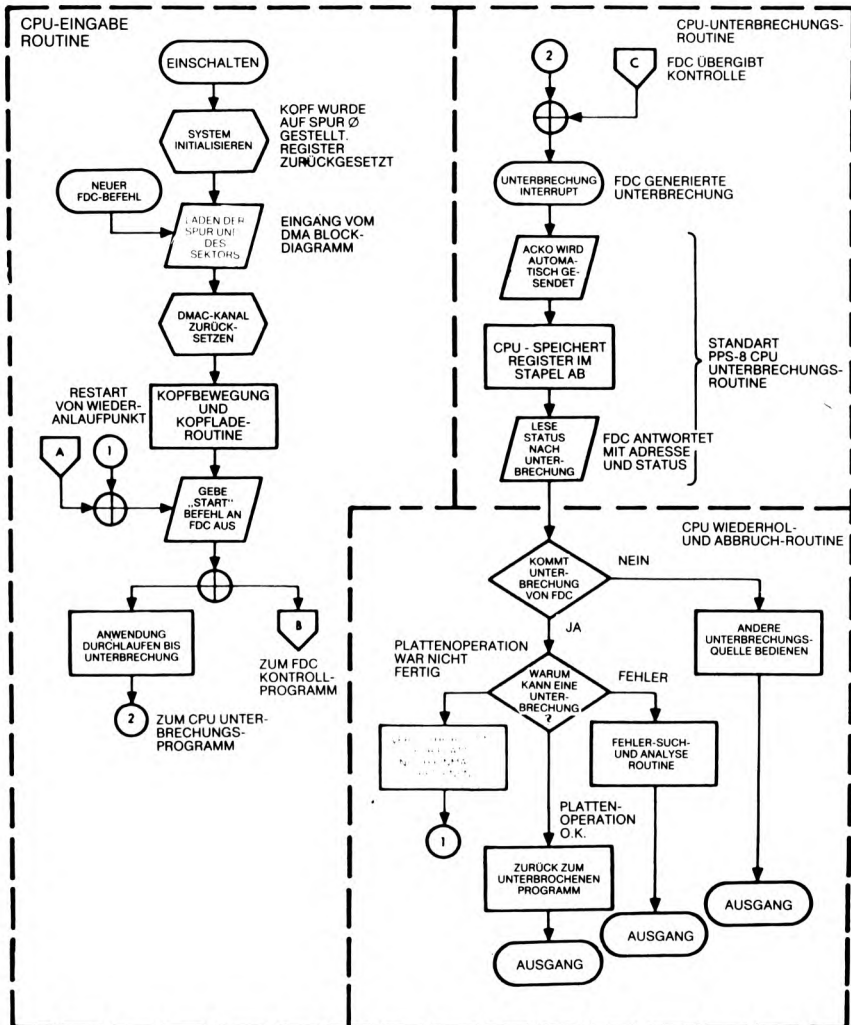 CPU-EINGABE
ROUTINE
EINSCHALTEN
SYSTEM
INITIALISIEREN
KOPF WURDE
AUF SPUR Ø
GESTELLT.
REGISTER
ZURÜCKGESETZT
NEUER
FDC-BEFEHL
LADEN DER
SPUR UND
DES
SEKTORS
EINGANG VOM
DMA BLOCK-
DIAGRAMM
DMAC-KANAL
ZURÜCK-
SETZEN
KOPFBEWEGUNG
UND
KOPFLADE-
ROUTINE
RESTART
VON WIEDER-
ANLAUFPUNKT
A
1
GEBE
„START"
BEFEHL AN
FDC AUS
ANWENDUNG
DURCHLAUFEN BIS
UNTERBRECHUNG
B
ZUM FDC
KONTROLL-
PROGRAMM
2
ZUM CPU UNTER-
BRECHUNGS-
PROGRAMM
CPU-UNTERBRECHUNGS-
ROUTINE
2
C
FDC ÜBERGIBT
KONTROLLE
UNTERBRECHUNG
INTERRUPT
FDC GENERIERTE
UNTERBRECHUNG
ACKO WIRD
AUTOMA-
TISCH GE-
SENDET
CPU - SPEICHERT
REGISTER IM
STAPEL AB
LESE
STATUS
NACH
UNTER-
BRECHUNG
FDC ANTWORTET
MIT ADRESSE
UND STATUS
STANDART
PPS-8 CPU
UNTERBRECHUNGS-
ROUTINE
CPU WIEDERHOL-
UND ABBRUCH-ROUTINE
KOMMT
UNTER-
BRECHUNG
VON FDC
NEIN
JA
ANDERE
UNTERBRECHUNGS-
QUELLE BEDIENEN
PLATTENOPERATION
WAR NICHT
FERTIG
WARUM
KANN EINE
UNTER-
BRECHUNG
?
FEHLER
FEHLER-SUCH-
UND ANALYSE
ROUTINE
1
PLATTEN-
OPERATION
O.K.
ZURÜCK ZUM
UNTERBROCHENEN
PROGRAMM
AUSGANG
AUSGANG
AUSGANG